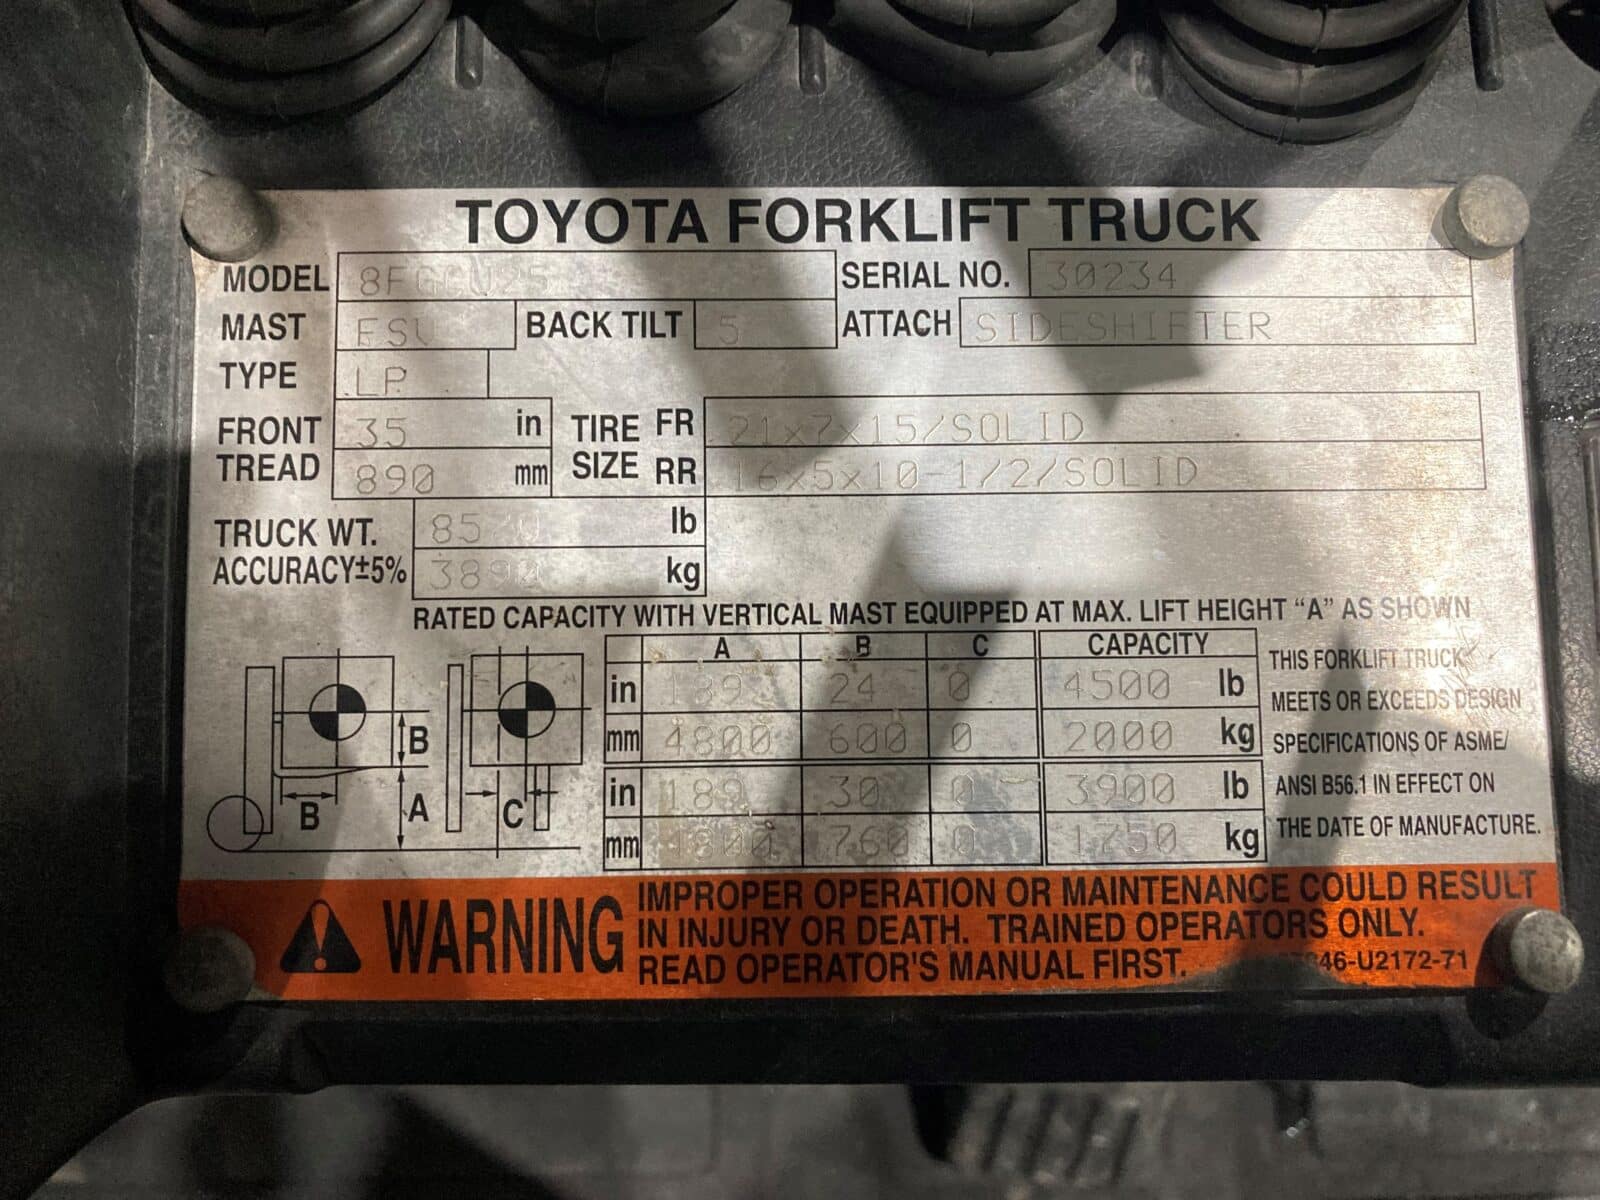 TOYOTA FORKLIFT TRUCK
MODEL 8FGCU25 SERIAL NO. 30234
MAST FSV BACK TILT 5 ATTACH SIDESHIFTER
TYPE LP
FRONT TREAD 35 in TIRE SIZE FR 21x7x15/SOLID
890 mm RR 16x5x10-1/2/SOLID
TRUCK WT. lb
ACCURACY±5% 3890 kg
RATED CAPACITY WITH VERTICAL MAST EQUIPPED AT MAX. LIFT HEIGHT “A” AS SHOWN
A B C CAPACITY
in 189 24 0 4500 lb
mm 4800 600 0 2000 kg
in 189 30 0 3900 lb
mm 4800 760 0 1750 kg
B
B
A
C
THIS FORKLIFT TRUCK
MEETS OR EXCEEDS DESIGN
SPECIFICATIONS OF ASME/
ANSI B56.1 IN EFFECT ON
THE DATE OF MANUFACTURE.
WARNING
IMPROPER OPERATION OR MAINTENANCE COULD RESULT
IN INJURY OR DEATH. TRAINED OPERATORS ONLY.
READ OPERATOR'S MANUAL FIRST.